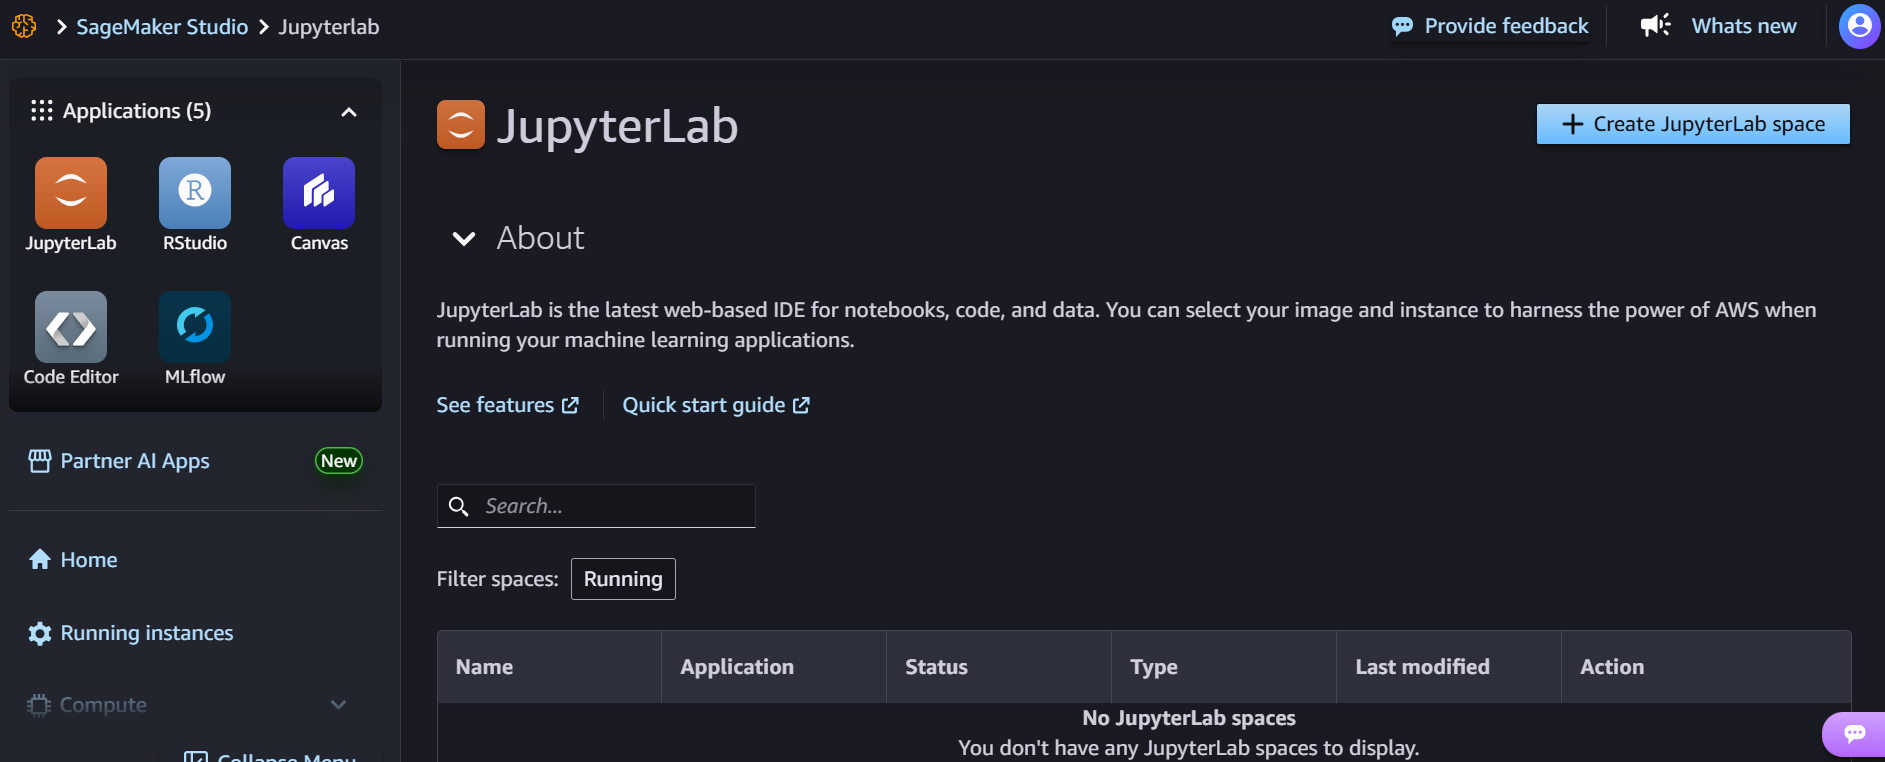 SageMaker Studio
Jupyterlab
Provide feedback
Whats new
Applications (5)
JupyterLab
RStudio
Canvas
Code Editor
MLflow
Partner AI Apps
New
Home
Running instances
Compute
Collapse Menu
JupyterLab
Create JupyterLab space
About
JupyterLab is the latest web-based IDE for notebooks, code, and data. You can select your image and instance to harness the power of AWS when
running your machine learning applications.
See features
Quick start guide
Search...
Filter spaces: Running
Name Application Status Type Last modified Action
No JupyterLab spaces
You don't have any JupyterLab spaces to display.